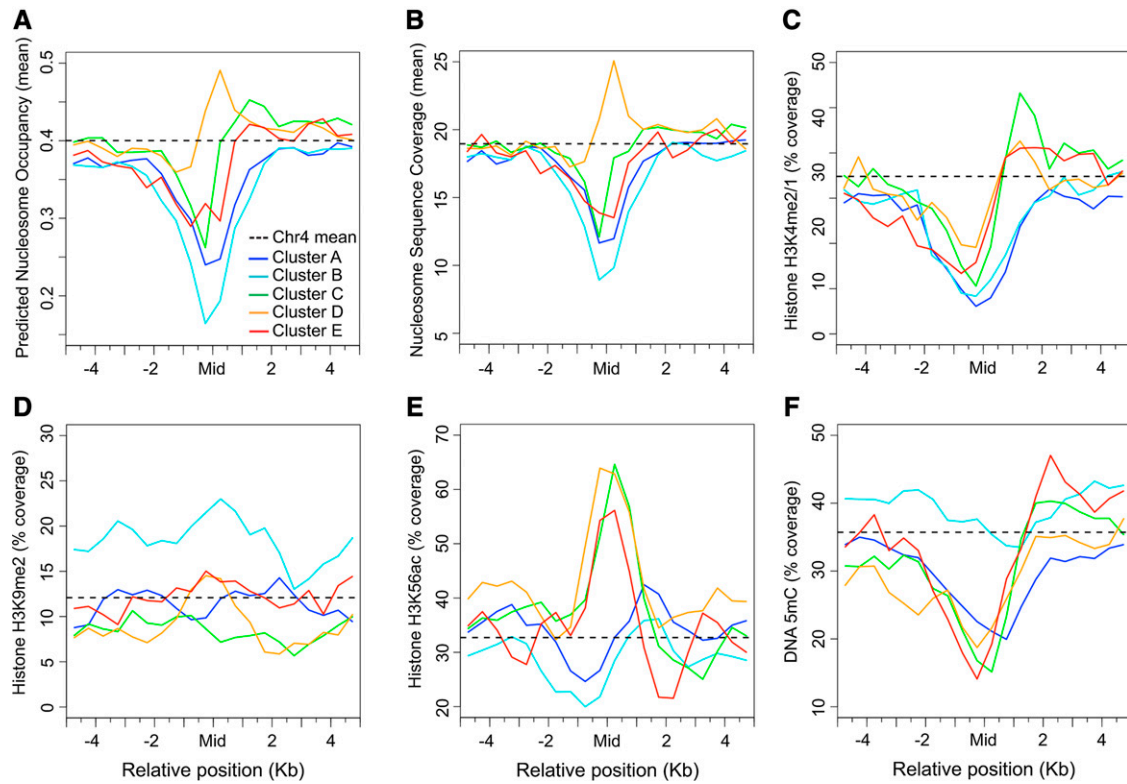 A
Predicted Nucleosome Occupancy (mean)
0.5
0.4
0.3
0.2
Chr4 mean
Cluster A
Cluster B
Cluster C
Cluster D
Cluster E
-4 -2 Mid 2 4
B
Nucleosome Sequence Coverage (mean)
25
20
15
10
5
-4 -2 Mid 2 4
C
Histone H3K4me2/1 (% coverage)
50
40
30
20
10
0
-4 -2 Mid 2 4
D
Histone H3K9me2 (% coverage)
30
25
20
15
10
5
0
-4 -2 Mid 2 4
Relative position (Kb)
E
Histone H3K56ac (% coverage)
70
60
50
40
30
20
-4 -2 Mid 2 4
Relative position (Kb)
F
DNA 5mC (% coverage)
50
40
30
20
10
-4 -2 Mid 2 4
Relative position (Kb)